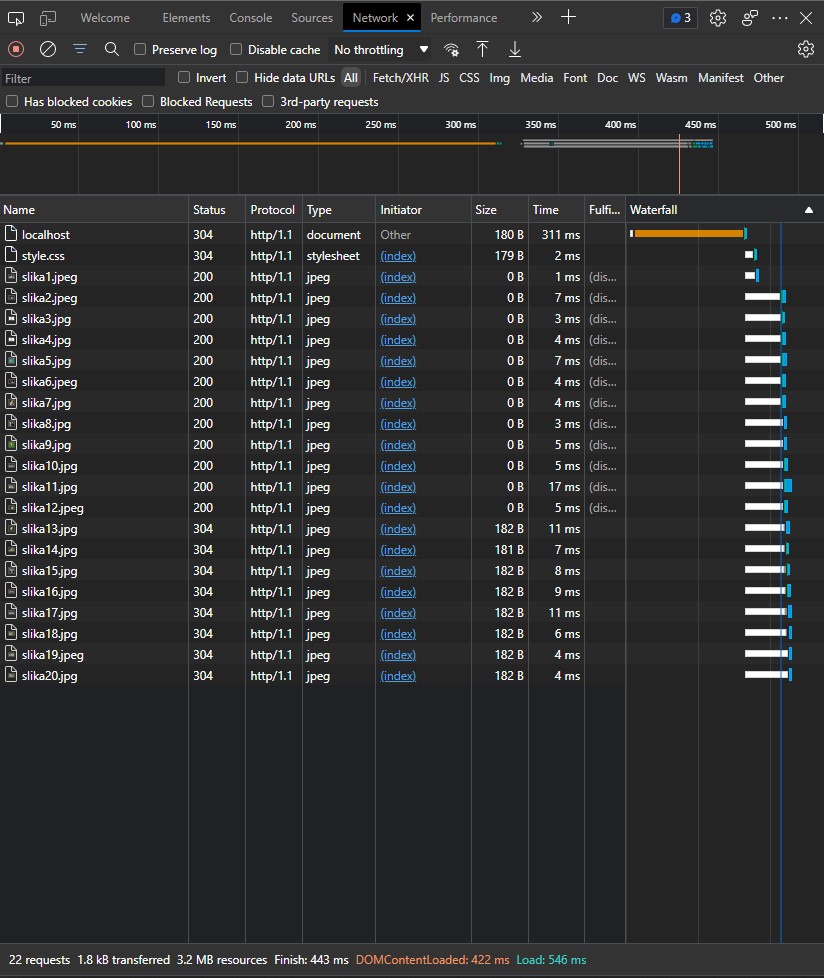 Welcome Elements Console Sources Network × Performance 3
Preserve log Disable cache No throttling
Filter Invert Hide data URLs All Fetch/XHR JS CSS Img Media Font Doc WS Wasm Manifest Other
Has blocked cookies Blocked Requests 3rd-party requests
50 ms 100 ms 150 ms 200 ms 250 ms 300 ms 350 ms 400 ms 450 ms 500 ms
Name Status Protocol Type Initiator Size Time Fulfi... Waterfall
localhost 304 http/1.1 document Other 180 B 311 ms
style.css 304 http/1.1 stylesheet (index) 179 B 2 ms
slika1.jpeg 200 http/1.1 jpeg (index) 0 B 1 ms (dis...
slika2.jpeg 200 http/1.1 jpeg (index) 0 B 7 ms (dis...
slika3.jpg 200 http/1.1 jpeg (index) 0 B 3 ms (dis...
slika4.jpg 200 http/1.1 jpeg (index) 0 B 4 ms (dis...
slika5.jpg 200 http/1.1 jpeg (index) 0 B 7 ms (dis...
slika6.jpeg 200 http/1.1 jpeg (index) 0 B 4 ms (dis...
slika7.jpg 200 http/1.1 jpeg (index) 0 B 4 ms (dis...
slika8.jpg 200 http/1.1 jpeg (index) 0 B 3 ms (dis...
slika9.jpg 200 http/1.1 jpeg (index) 0 B 5 ms (dis...
slika10.jpg 200 http/1.1 jpeg (index) 0 B 5 ms (dis...
slika11.jpg 200 http/1.1 jpeg (index) 0 B 17 ms (dis...
slika12.jpeg 200 http/1.1 jpeg (index) 0 B 5 ms (dis...
slika13.jpg 304 http/1.1 jpeg (index) 182 B 11 ms
slika14.jpg 304 http/1.1 jpeg (index) 181 B 7 ms
slika15.jpg 304 http/1.1 jpeg (index) 182 B 8 ms
slika16.jpg 304 http/1.1 jpeg (index) 182 B 9 ms
slika17.jpg 304 http/1.1 jpeg (index) 182 B 11 ms
slika18.jpg 304 http/1.1 jpeg (index) 182 B 6 ms
slika19.jpeg 304 http/1.1 jpeg (index) 182 B 4 ms
slika20.jpg 304 http/1.1 jpeg (index) 182 B 4 ms
22 requests 1.8 kB transferred 3.2 MB resources Finish: 443 ms DOMContentLoaded: 422 ms Load: 546 ms